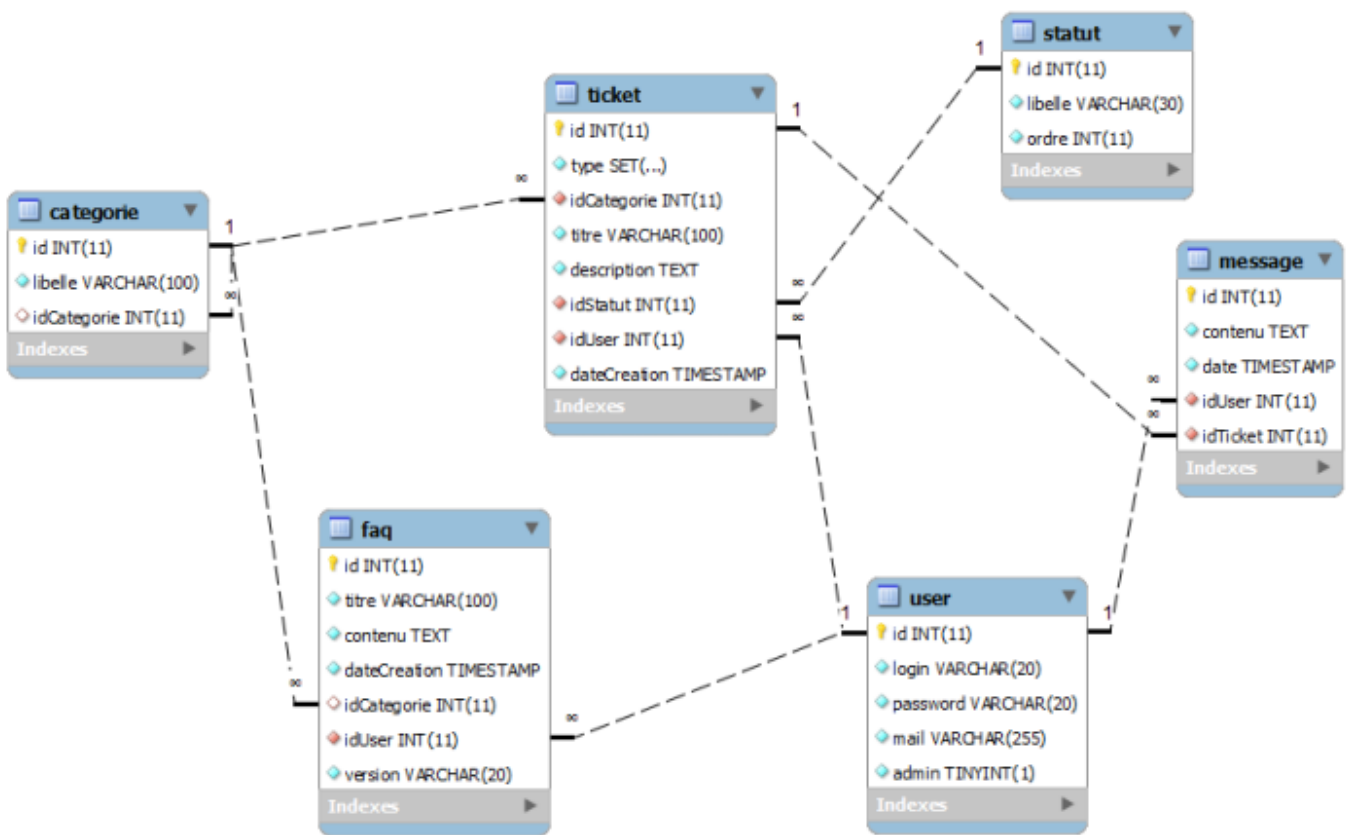 categorie
id INT(11)
libelle VARCHAR(100)
idCategorie INT(11)
Indexes
1
∞
ticket
id INT(11)
type SET(...)
idCategorie INT(11)
titre VARCHAR(100)
description TEXT
idStatut INT(11)
idUser INT(11)
dateCreation TIMESTAMP
Indexes
∞
1
∞
∞
statut
id INT(11)
libelle VARCHAR(30)
ordre INT(11)
Indexes
1
message
id INT(11)
contenu TEXT
date TIMESTAMP
idUser INT(11)
idTicket INT(11)
Indexes
∞
∞
faq
id INT(11)
titre VARCHAR(100)
contenu TEXT
dateCreation TIMESTAMP
idCategorie INT(11)
idUser INT(11)
version VARCHAR(20)
Indexes
∞
∞
user
id INT(11)
login VARCHAR(20)
password VARCHAR(20)
mail VARCHAR(255)
admin TINYINT(1)
Indexes
1
1